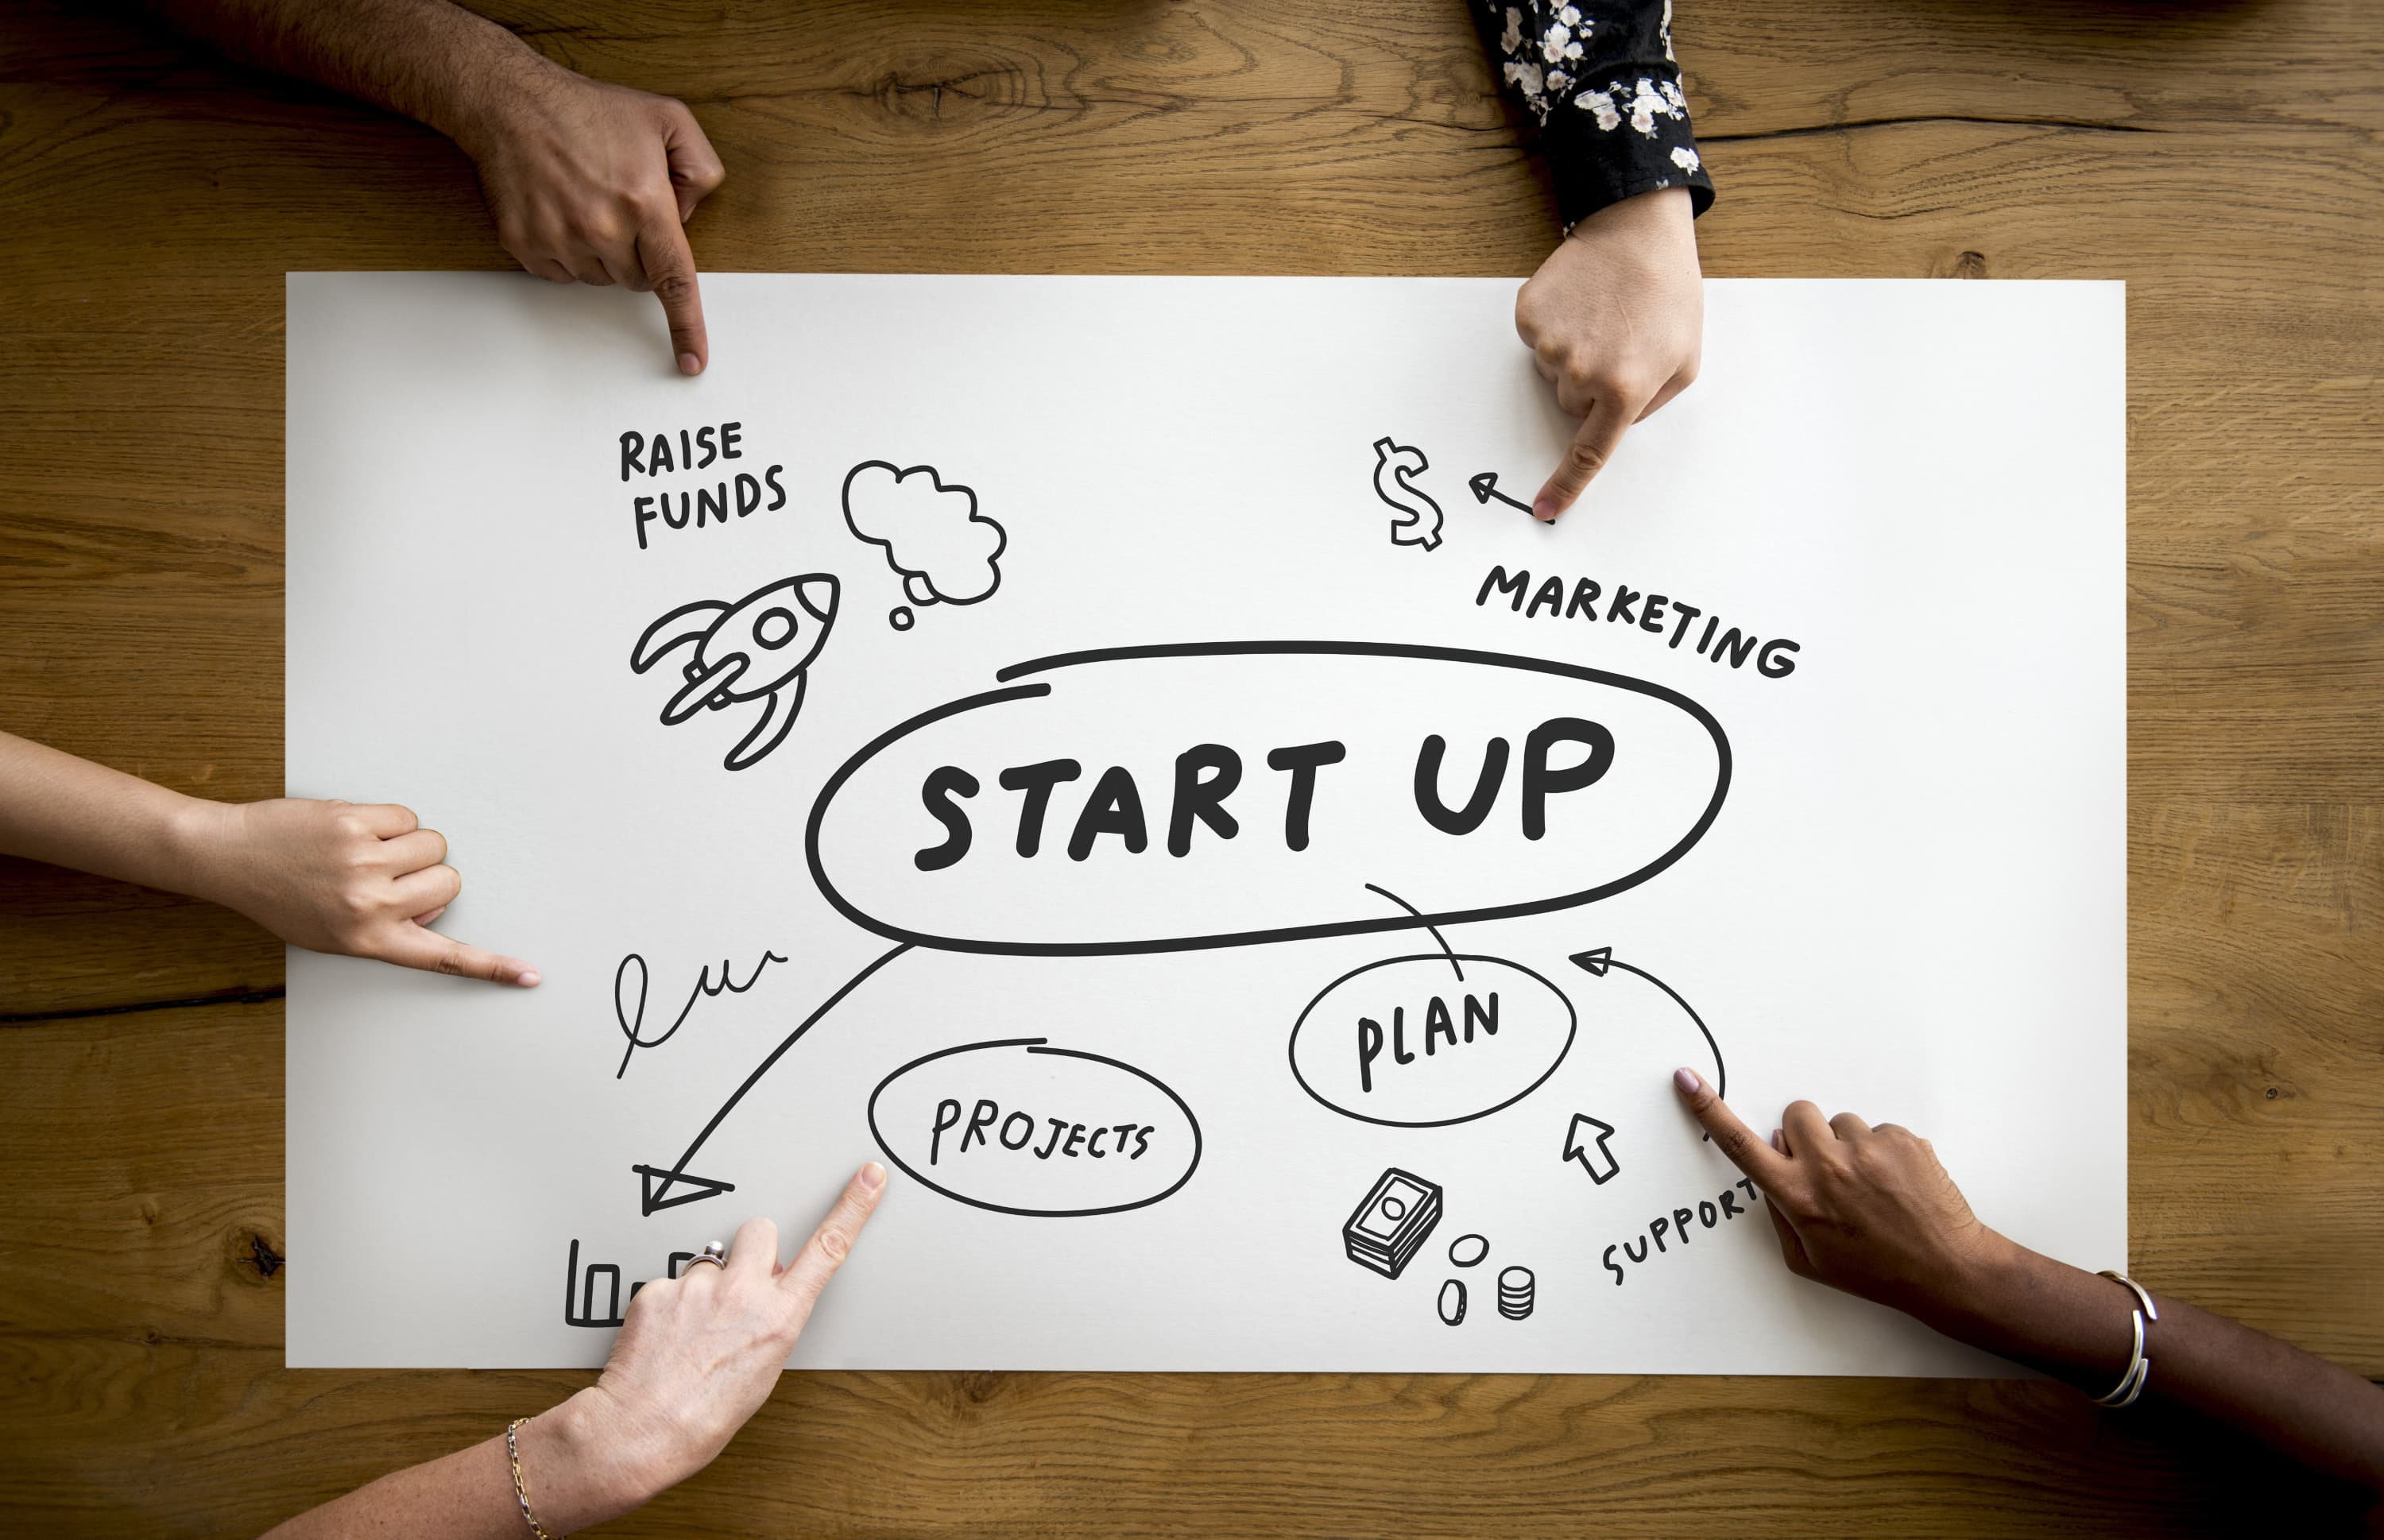 RAISE
FUNDS
MARKETING
START UP
PLAN
PROJECTS
SUPPORT